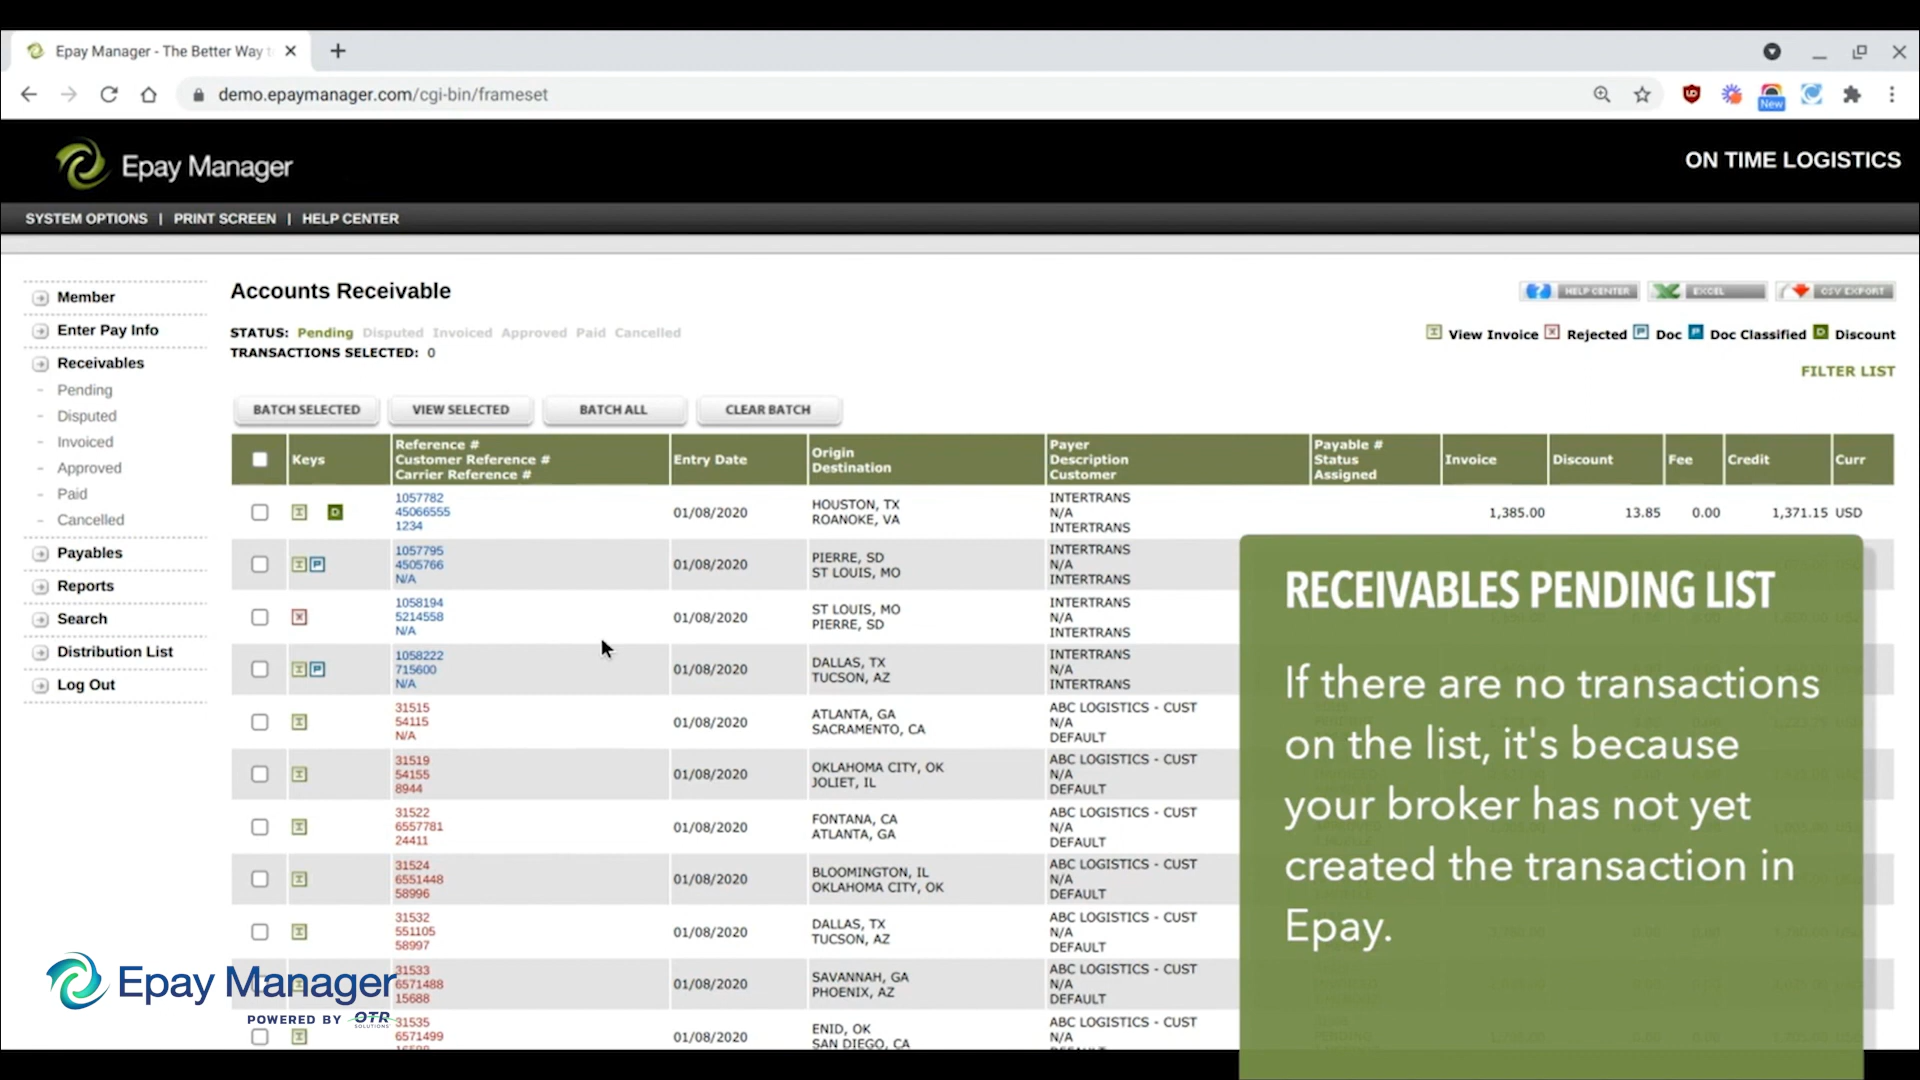 Epay Manager - The Better Way t
demo.epaymanager.com/cgi-bin/frameset
New
Epay Manager
ON TIME LOGISTICS
SYSTEM OPTIONS | PRINT SCREEN | HELP CENTER
Member
Enter Pay Info
Receivables
- Pending
- Disputed
- Invoiced
- Approved
- Paid
- Cancelled
Payables
Reports
Search
Distribution List
Log Out
Accounts Receivable
HELP CENTER
EXCEL
CSV EXPORT
STATUS: Pending Disputed Invoiced Approved Paid Cancelled
TRANSACTIONS SELECTED: 0
View Invoice Rejected Doc Doc Classified Discount
FILTER LIST
BATCH SELECTED
VIEW SELECTED
BATCH ALL
CLEAR BATCH
Keys
Reference #
Customer Reference #
Carrier Reference #
Entry Date
Origin
Destination
Payer
Description
Customer
Payable #
Status
Assigned
Invoice
Discount
Fee
Credit
Curr
1057782
45066555
1234
01/08/2020
HOUSTON, TX
ROANOKE, VA
INTERTRANS
N/A
INTERTRANS
1,385.00
13.85
0.00
1,371.15
USD
1057795
4505766
N/A
01/08/2020
PIERRE, SD
ST LOUIS, MO
INTERTRANS
N/A
INTERTRANS
1058194
5214558
N/A
01/08/2020
ST LOUIS, MO
PIERRE, SD
INTERTRANS
N/A
INTERTRANS
1058222
715600
N/A
01/08/2020
DALLAS, TX
TUCSON, AZ
INTERTRANS
N/A
INTERTRANS
31515
54115
N/A
01/08/2020
ATLANTA, GA
SACRAMENTO, CA
ABC LOGISTICS - CUST
N/A
DEFAULT
31519
54155
8944
01/08/2020
OKLAHOMA CITY, OK
JOLIET, IL
ABC LOGISTICS - CUST
N/A
DEFAULT
31522
6557781
24411
01/08/2020
FONTANA, CA
ATLANTA, GA
ABC LOGISTICS - CUST
N/A
DEFAULT
31524
6551448
58996
01/08/2020
BLOOMINGTON, IL
OKLAHOMA CITY, OK
ABC LOGISTICS - CUST
N/A
DEFAULT
31532
551105
58997
01/08/2020
DALLAS, TX
TUCSON, AZ
ABC LOGISTICS - CUST
N/A
DEFAULT
31533
6571488
15688
01/08/2020
SAVANNAH, GA
PHOENIX, AZ
ABC LOGISTICS - CUST
N/A
DEFAULT
31535
6571499
01/08/2020
ENID, OK
SAN DIEGO, CA
ABC LOGISTICS - CUST
N/A
RECEIVABLES PENDING LIST
If there are no transactions
on the list, it's because
your broker has not yet
created the transaction in
Epay.
Epay Manager
POWERED BY OTR
SOLUTIONS